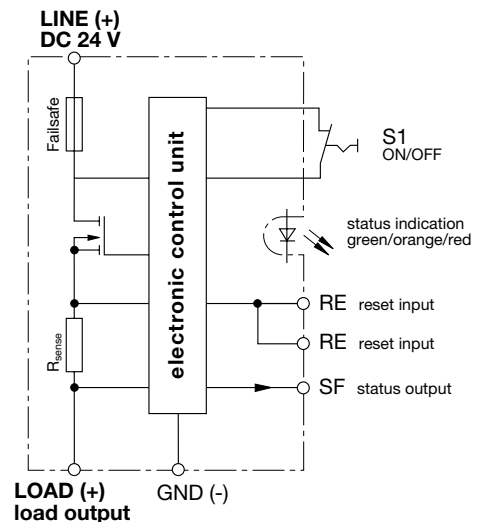 LINE (+)
DC 24 V
Failsafe
electronic control unit
S1
ON/OFF
status indication
green/orange/red
RE reset input
RE reset input
SF status output
Rsense
LOAD (+)
load output
GND (-)